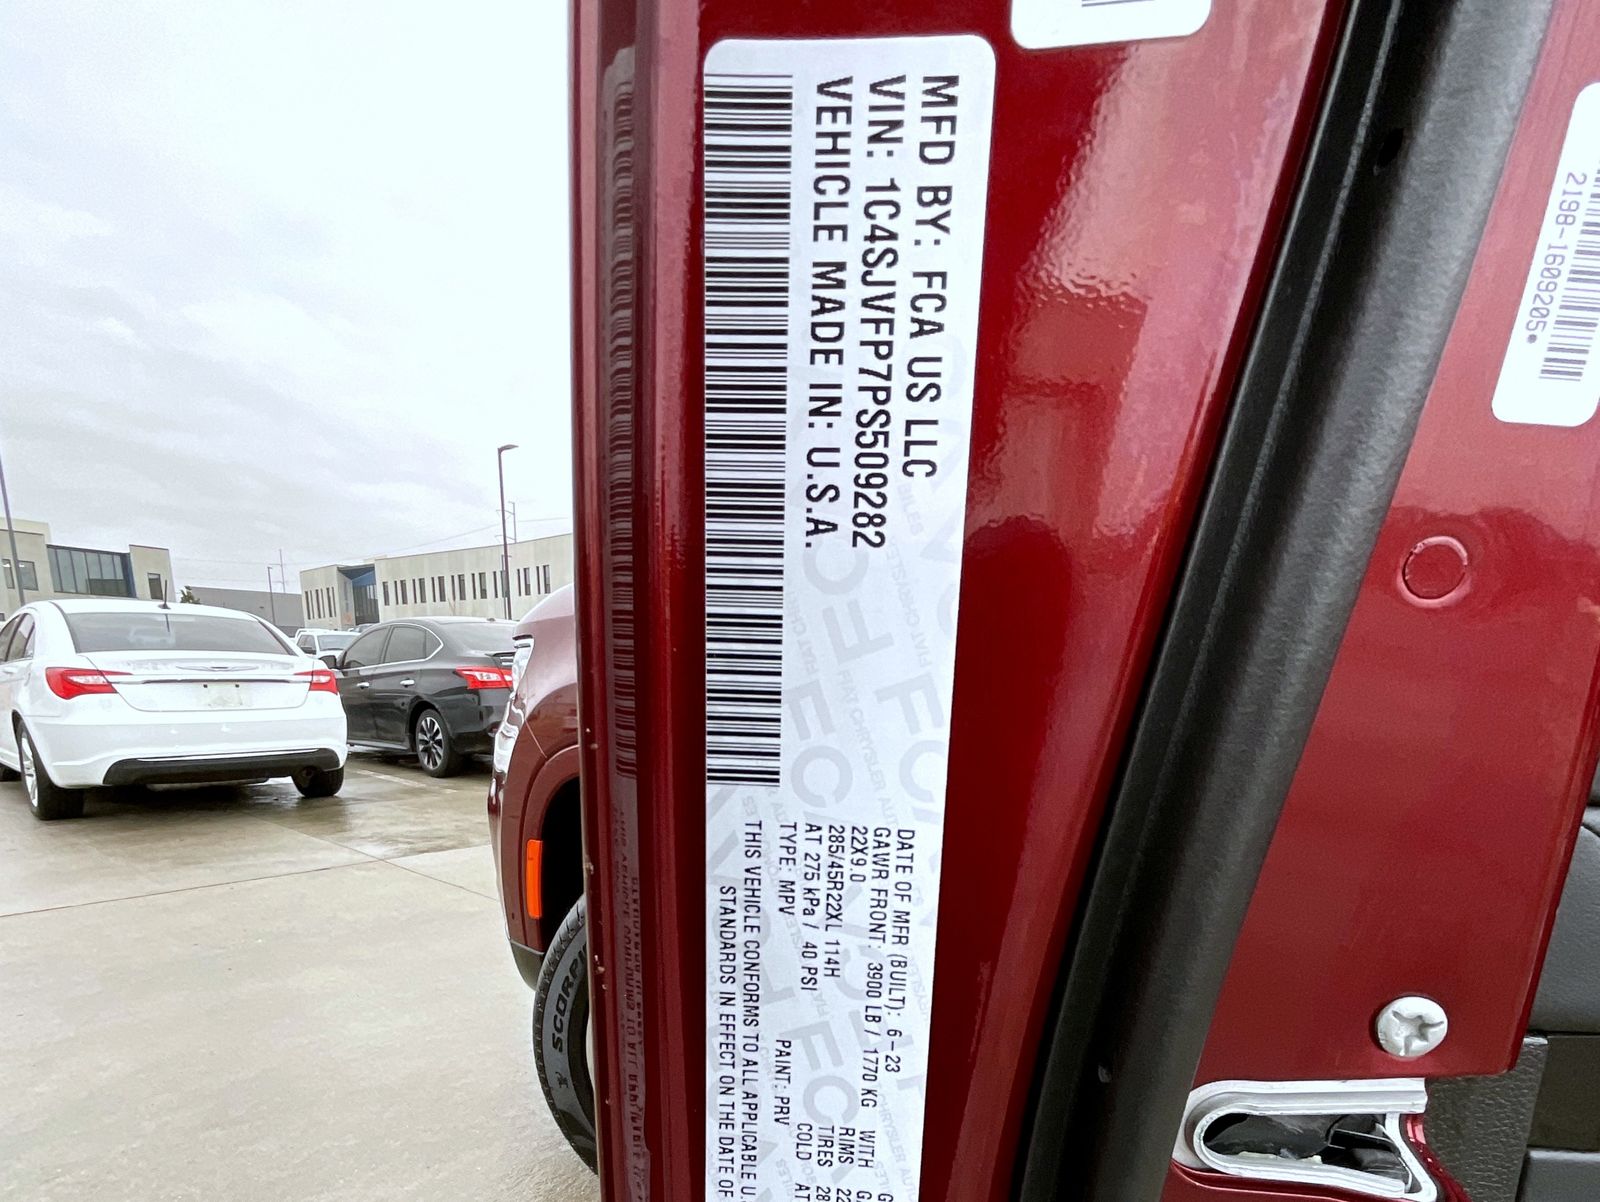 MFD BY: FCA US LLC
VIN: 1C4SJVFP7PS509282
VEHICLE MADE IN: U.S.A.
DATE OF MFR (BUILT): 6-23
GAWR FRONT: 3900 LB / 1770 KG WITH
22X9.0 RIMS
285/45R22XL 114H TIRES
AT 275 kPa / 40 PSI COLD AT
TYPE: MPV PAINT: PRV
THIS VEHICLE CONFORMS TO ALL APPLICABLE
STANDARDS IN EFFECT ON THE DATE OF
2198-1609205*